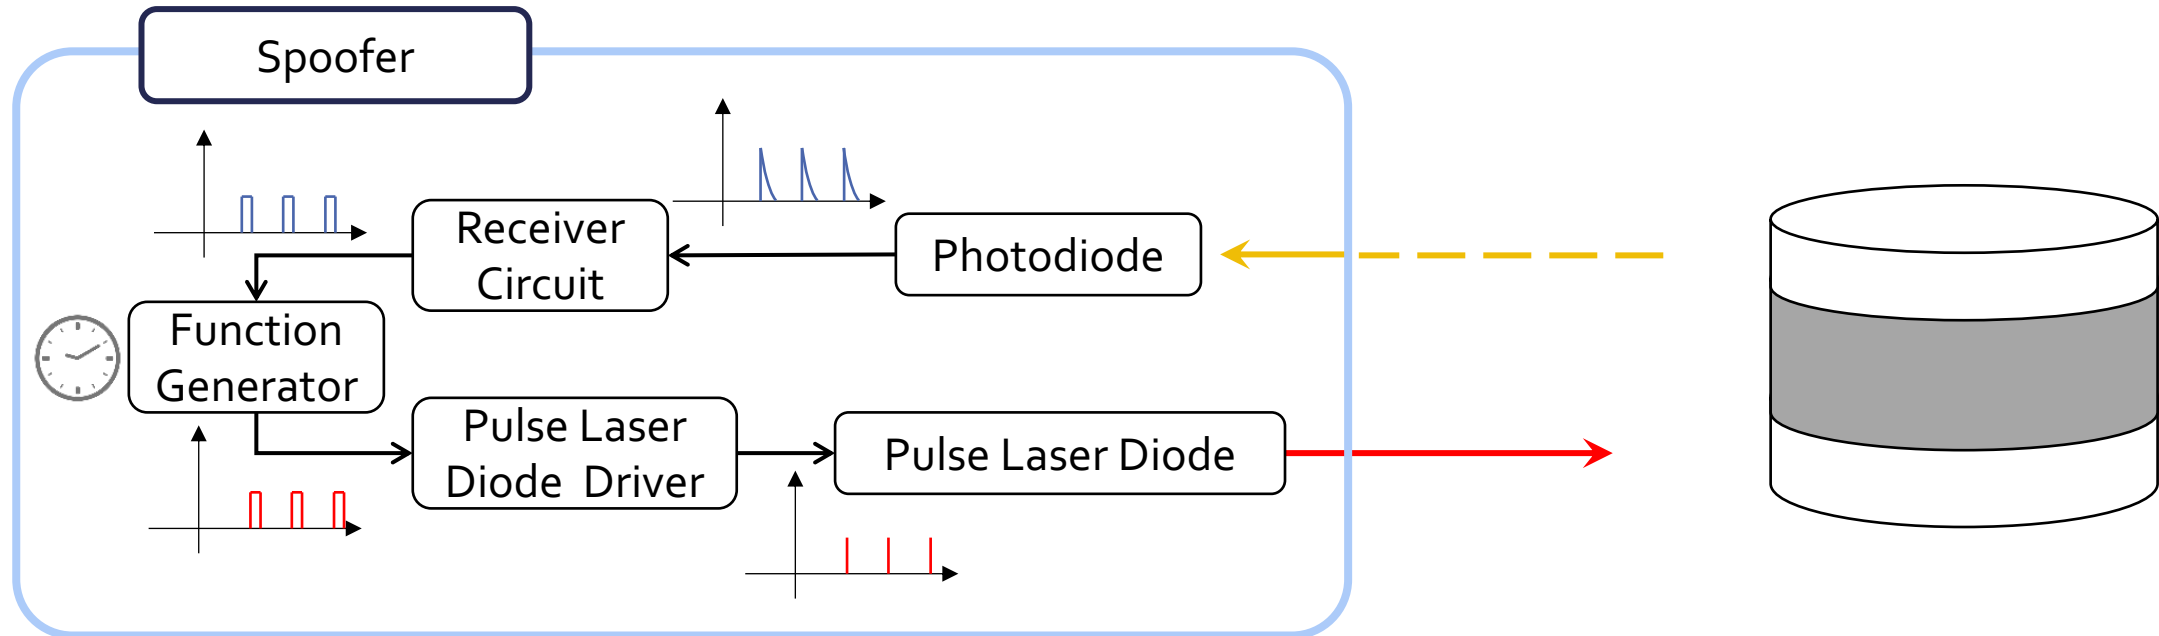 Spoofer
Receiver
Circuit
Photodiode
Function
Generator
Pulse Laser
Diode  Driver
Pulse Laser Diode